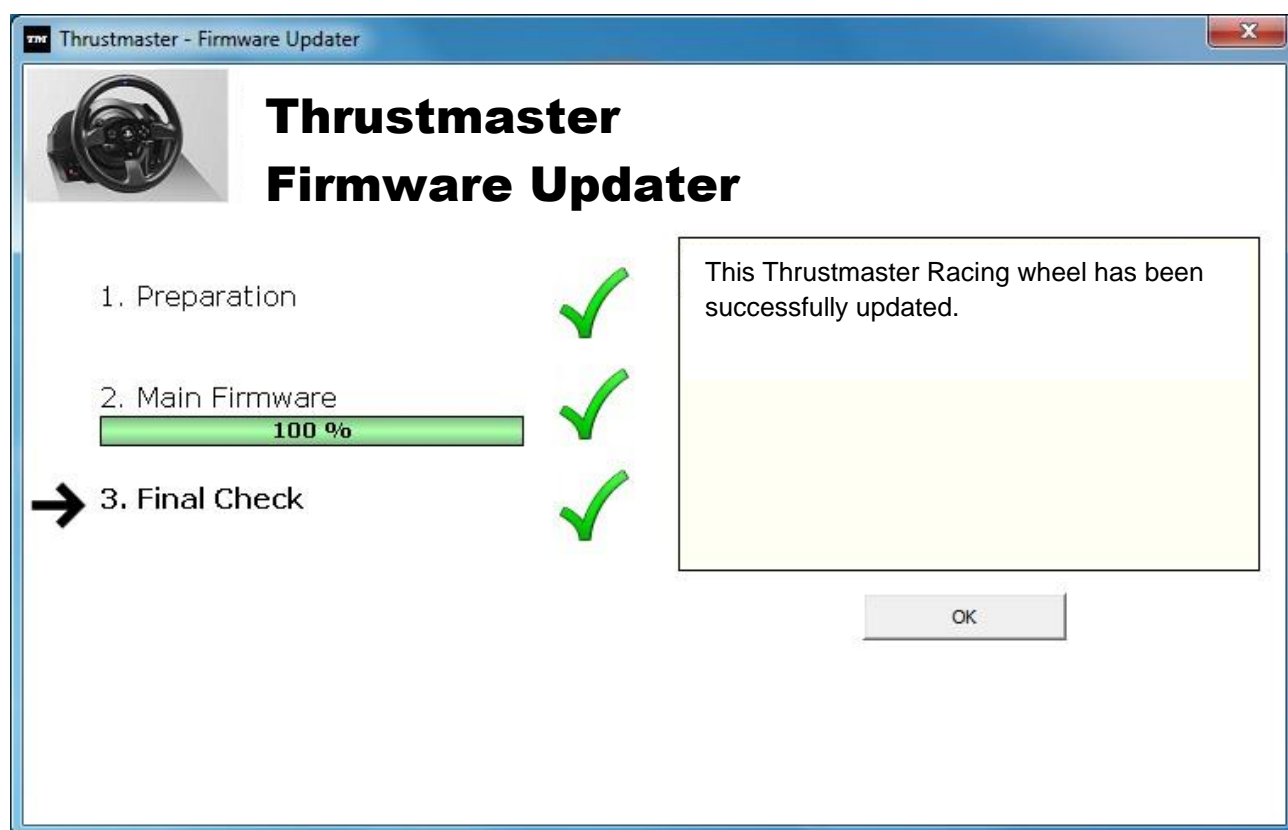 TM Thrustmaster - Firmware Updater
Thrustmaster
Firmware Updater
1. Preparation
This Thrustmaster Racing wheel has been
successfully updated.
2. Main Firmware
100 %
3. Final Check
OK